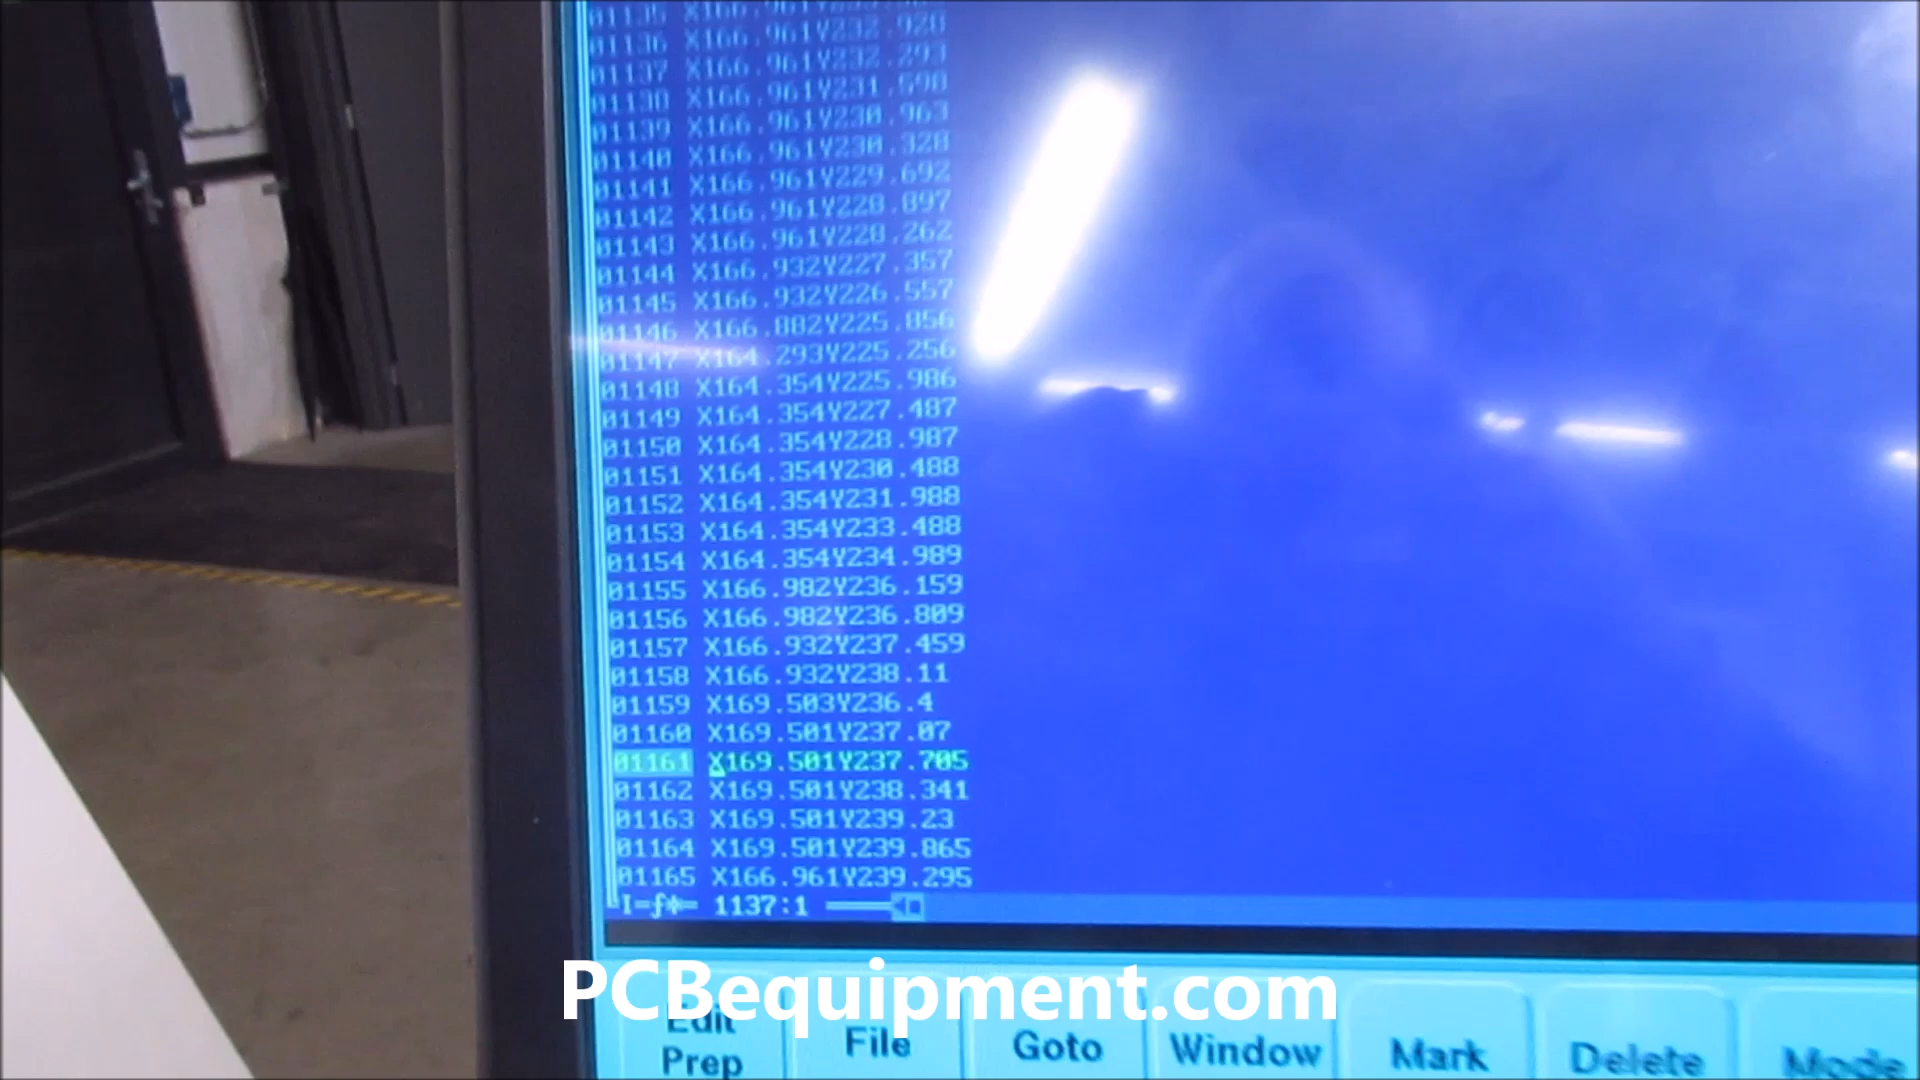 01136 X166.961Y232.928
01137 X166.961Y232.293
01138 X166.961Y231.598
01139 X166.961Y230.963
01140 X166.961Y230.328
01141 X166.961Y229.692
01142 X166.961Y228.897
01143 X166.961Y228.262
01144 X166.932Y227.357
01145 X166.932Y226.557
01146 X166.882Y225.856
01147 X164.293Y225.256
01148 X164.354Y225.986
01149 X164.354Y227.487
01150 X164.354Y228.987
01151 X164.354Y230.488
01152 X164.354Y231.988
01153 X164.354Y233.488
01154 X164.354Y234.989
01155 X166.982Y236.159
01156 X166.982Y236.809
01157 X166.932Y237.459
01158 X166.932Y238.11
01159 X169.503Y236.4
01160 X169.501Y237.07
01161 X169.501Y237.705
01162 X169.501Y238.341
01163 X169.501Y239.23
01164 X169.501Y239.865
01165 X166.961Y239.295
1137:1
PCBequipment.com
Edit
Prep
File
Goto
Window
Mark
Delete
Mode